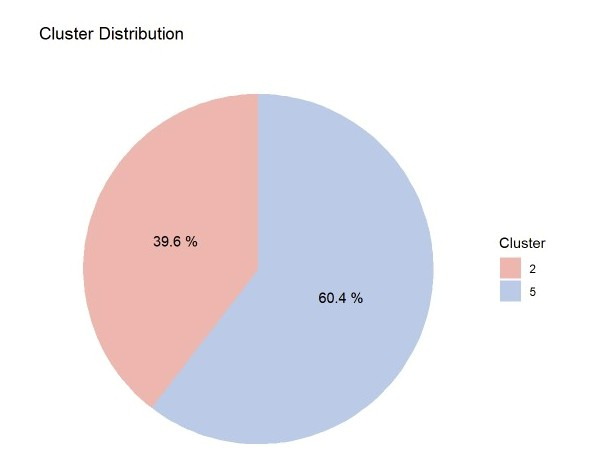 Cluster Distribution
39.6 %
60.4 %
Cluster
2
5